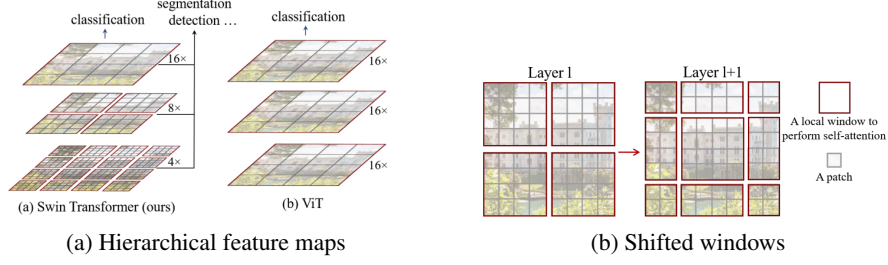 segmentation
classification
detection ...
classification
16×
8×
4×
16×
16×
16×
(a) Swin Transformer (ours)
(b) ViT
Layer l
Layer l+1
A local window to
perform self-attention
A patch
(a) Hierarchical feature maps
(b) Shifted windows